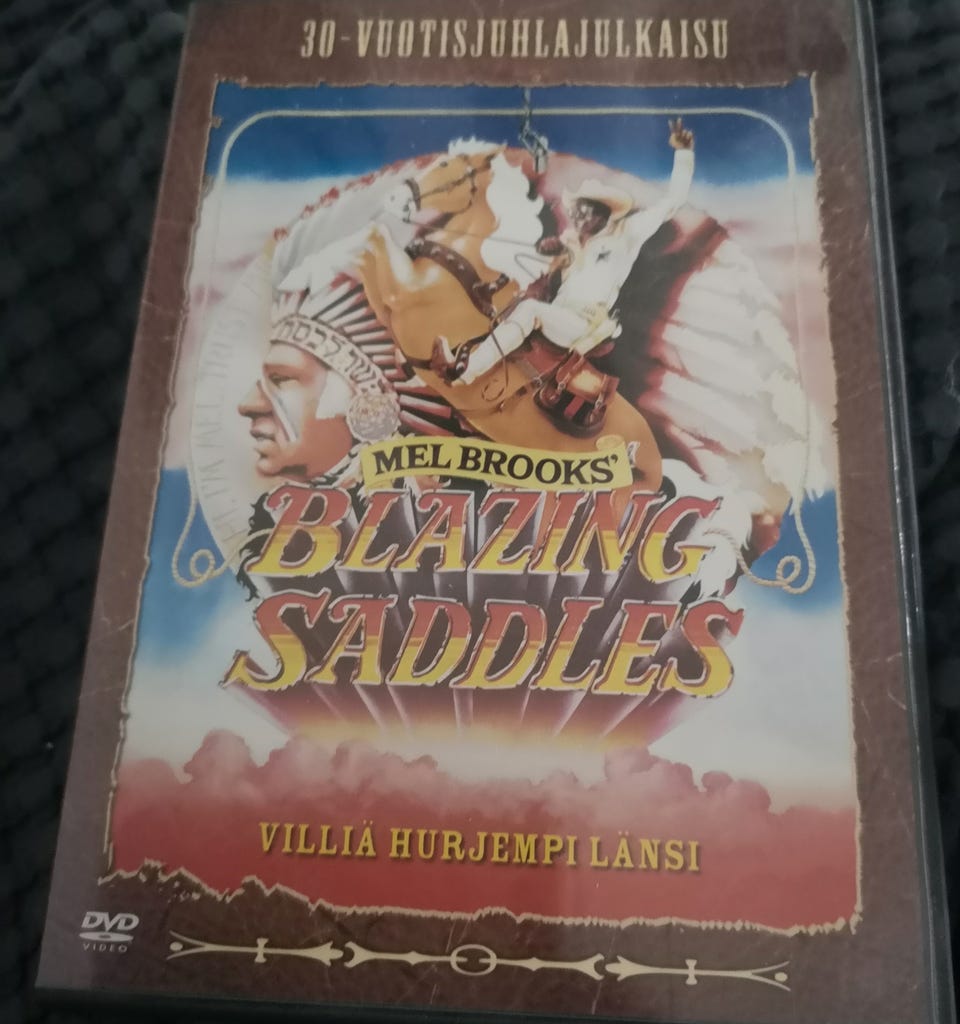 30-VUOTISJUHLAJULKAISU
MEL BROOKS'
BLAZING
SADDLES
VILLIÄ HURJEMPI LÄNSI
DVD
VIDEO